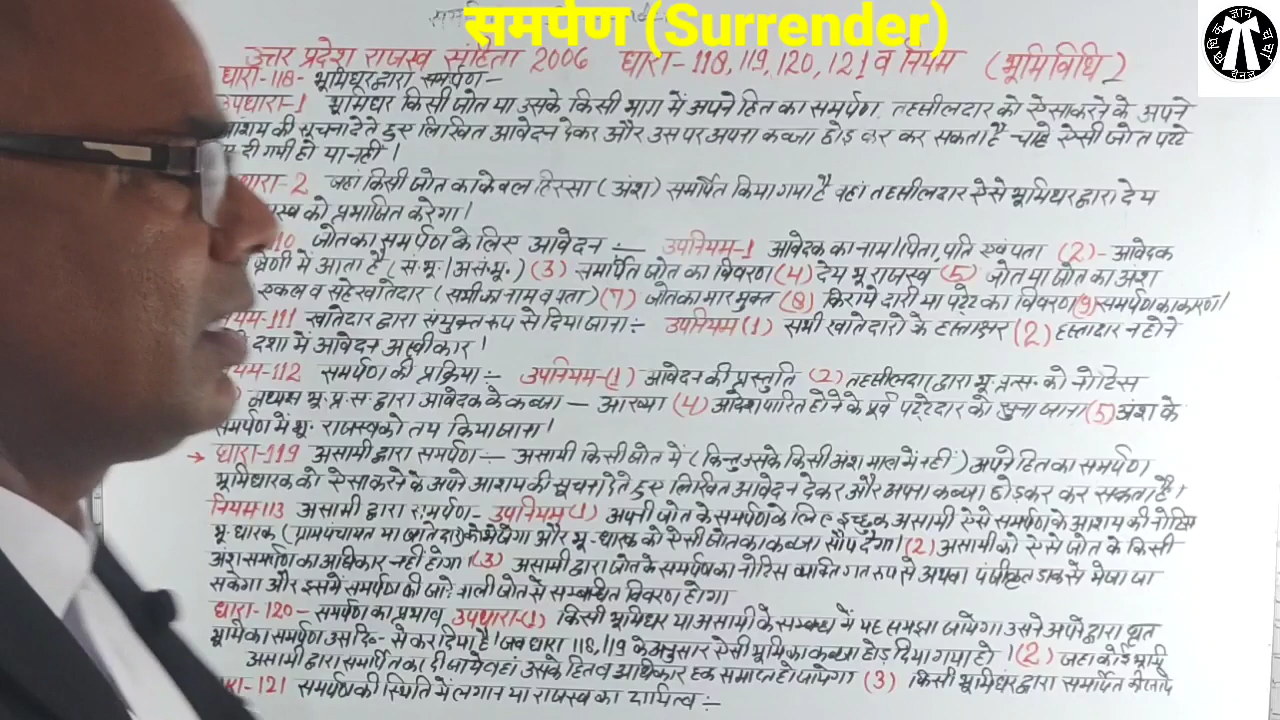 समर्पण (Surrender)
उत्तर प्रदेश राजस्व संहिता 2006 धारा-118, 119, 120, 121 व नियम (भूमि विधि)
धारा-118- भूमिधर द्वारा समर्पण-
उपधारा-1 भूमिधर किसी जोत या उसके किसी भाग में अपने हित का समर्पण, तहसीलदार को ऐसा करने के अपने
आशय की सूचना देते हुए लिखित आवेदन देकर और उस पर अपना कब्जा छोड़ कर कर सकता है चाहे ऐसी जोत पट्टे
दी गयी हो या नहीं।
धारा-2 जहां किसी जोत का केवल हिस्सा (अंश) समर्पित किया गया है वहां तहसीलदार ऐसे भूमिधर द्वारा देय
स्व को प्रभाजित करेगा।
10 जोत का समर्पण के लिए आवेदन :- उपनियम-1 आवेदक का नाम/पिता, पति एवं पता (2)- आवेदक
श्रेणी में आता है (सं.भू./असं.भू.) (3) समर्पित जोत का विवरण (4) देय भू राजस्व (5) जोत या जोत का अंश
व सहखातेदार (सभी का नाम व पता) (7) जोत का भार मुक्त (8) किरायेदारी या पट्टे का विवरण (9) समर्पण का कारण।
यम-111 खातेदार द्वारा संयुक्त रूप से दिया जाना :- उपनियम (1) सभी खातेदारों के हस्ताक्षर (2) हस्ताक्षर न होने
दशा में आवेदन अस्वीकार।
यम-112 समर्पण की प्रक्रिया :- उपनियम-(1) आवेदन की प्रस्तुति (2) तहसीलदार द्वारा भू.प्र.स. को नोटिस
अध्यक्ष भू.प्र.स. द्वारा आवेदक के कब्जा - आख्या (4) आदेश पारित होने के पूर्व पट्टेदार को सुना जाना (5) अंश के
समर्पण में भू. राजस्व को तय किया जाना।
→ धारा-119 असामी द्वारा समर्पण - असामी किसी जोत में (किन्तु उसके किसी अंश मात्र में नहीं) अपने हित का समर्पण
भूमिधारक को ऐसा करने के अपने आशय की सूचना देते हुए लिखित आवेदन देकर और अपना कब्जा छोड़कर कर सकता है।
नियम-113 असामी द्वारा समर्पण- उपनियम (1) अपनी जोत के समर्पण के लिए इच्छुक असामी ऐसे समर्पण के आशय की नोटिस
भू-धारक (ग्राम पंचायत या खातेदार) को भेजेगा और भू-धारक को ऐसी जोत का कब्जा सौंप देगा। (2) असामी को ऐसे जोत के किसी
अंश समर्पण का अधिकार नहीं होगा। (3) असामी द्वारा जोत के समर्पण का नोटिस व्यक्तिगत रूप से अथवा पंजीकृत डाक से भेजा जा
सकेगा और इसमें समर्पण की जाने वाली जोत से सम्बन्धित विवरण होगा
धारा-120- समर्पण का प्रभाव उपधारा-(1) किसी भूमिधर या असामी के सम्बन्ध में यह समझा जायेगा उसने अपने द्वारा धृत
भूमि का समर्पण उस दि०- से कर दिया है। जब धारा 118,119 के अनुसार ऐसी भूमि का कब्जा छोड़ दिया गया हो। (2) जहां कोई भूमि
असामी द्वारा समर्पित कर दी जाये वहां उसके हित व अधिकार हक समाप्त हो जायेगा (3) किसी भूमिधर द्वारा समर्पित की जाये
121 समर्पण की स्थिति में लगान या राजस्व का दायित्व :-